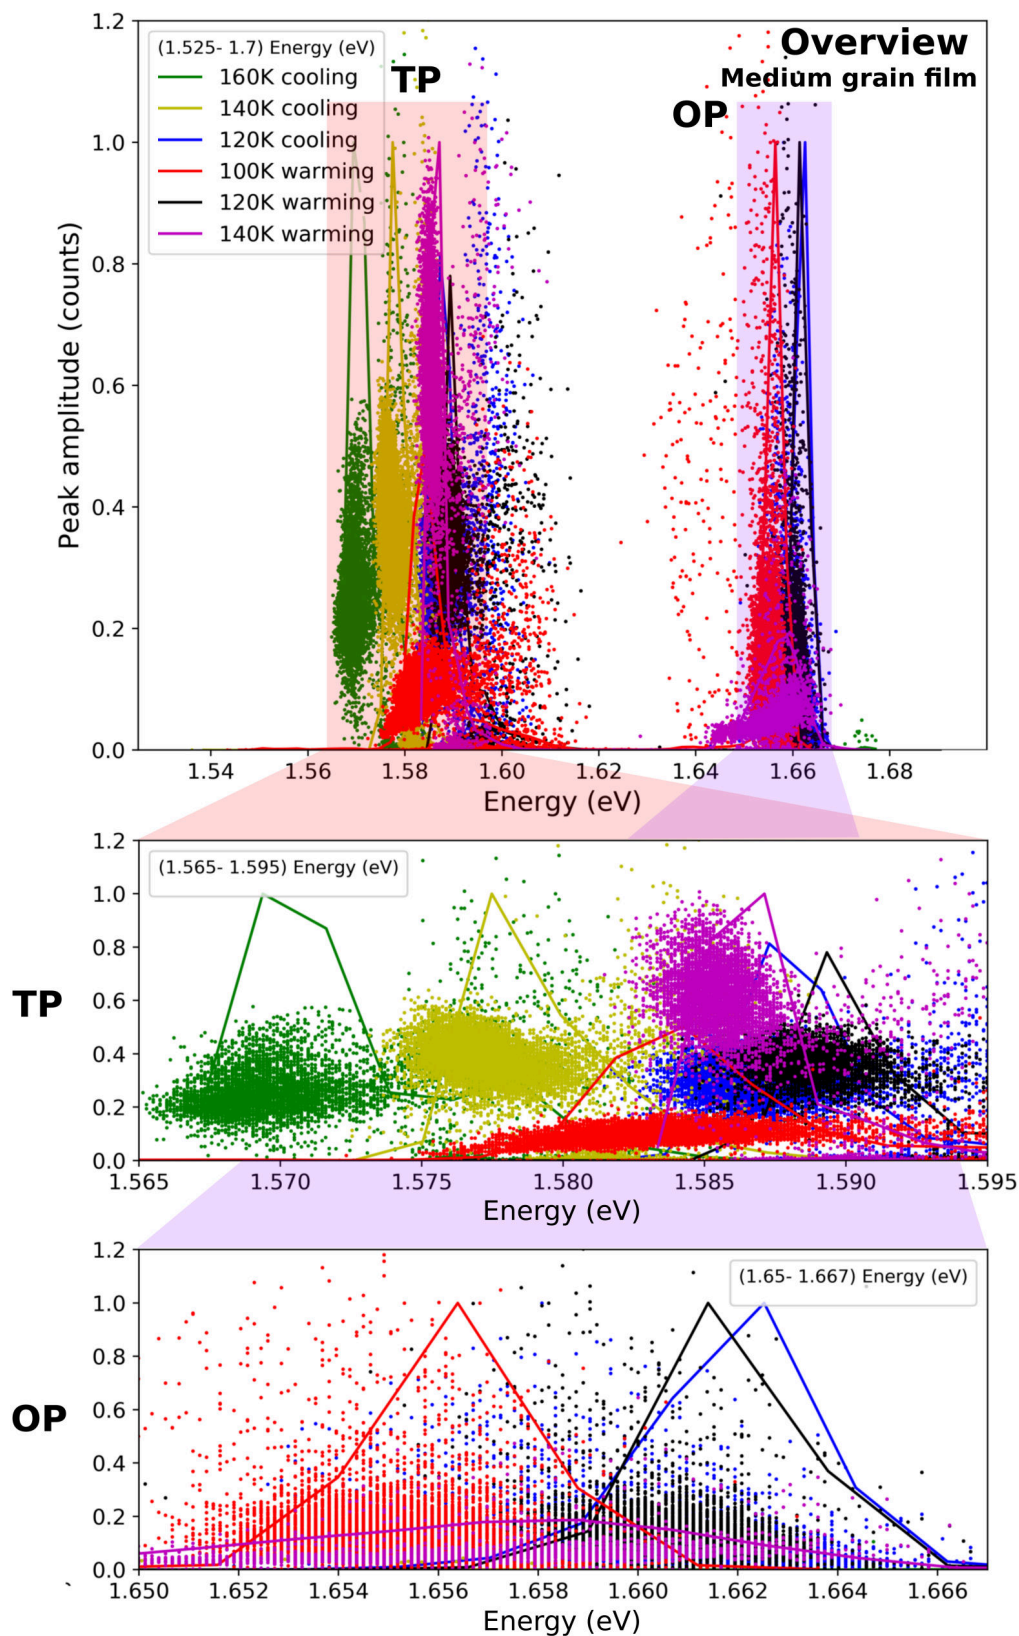 1.2
Overview
Medium grain film
(1.525- 1.7) Energy (eV)
TP
160K cooling
140K cooling
120K cooling
100K warming
120K warming
140K warming
OP
1.0
0.8
0.6
0.4
0.2
0.0
Peak amplitude (counts)
1.54 1.56 1.58 1.60 1.62 1.64 1.66 1.68
Energy (eV)
1.2
(1.565- 1.595) Energy (eV)
1.0
0.8
TP
0.6
0.4
0.2
0.0
1.565 1.570 1.575 1.580 1.585 1.590 1.595
Energy (eV)
1.2
(1.65- 1.667) Energy (eV)
1.0
0.8
OP
0.6
0.4
0.2
0.0
1.650 1.652 1.654 1.656 1.658 1.660 1.662 1.664 1.666
Energy (eV)